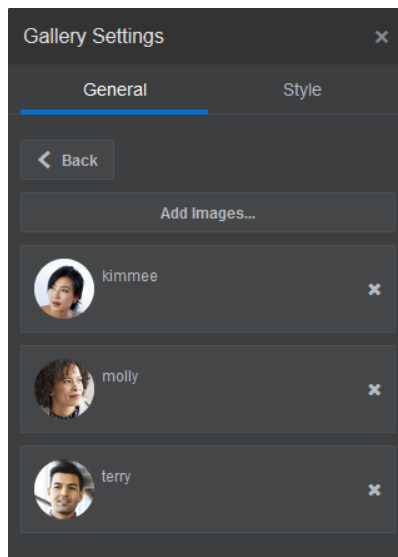 Gallery Settings
General
Style
Back
Add Images...
kimmee
molly
terry